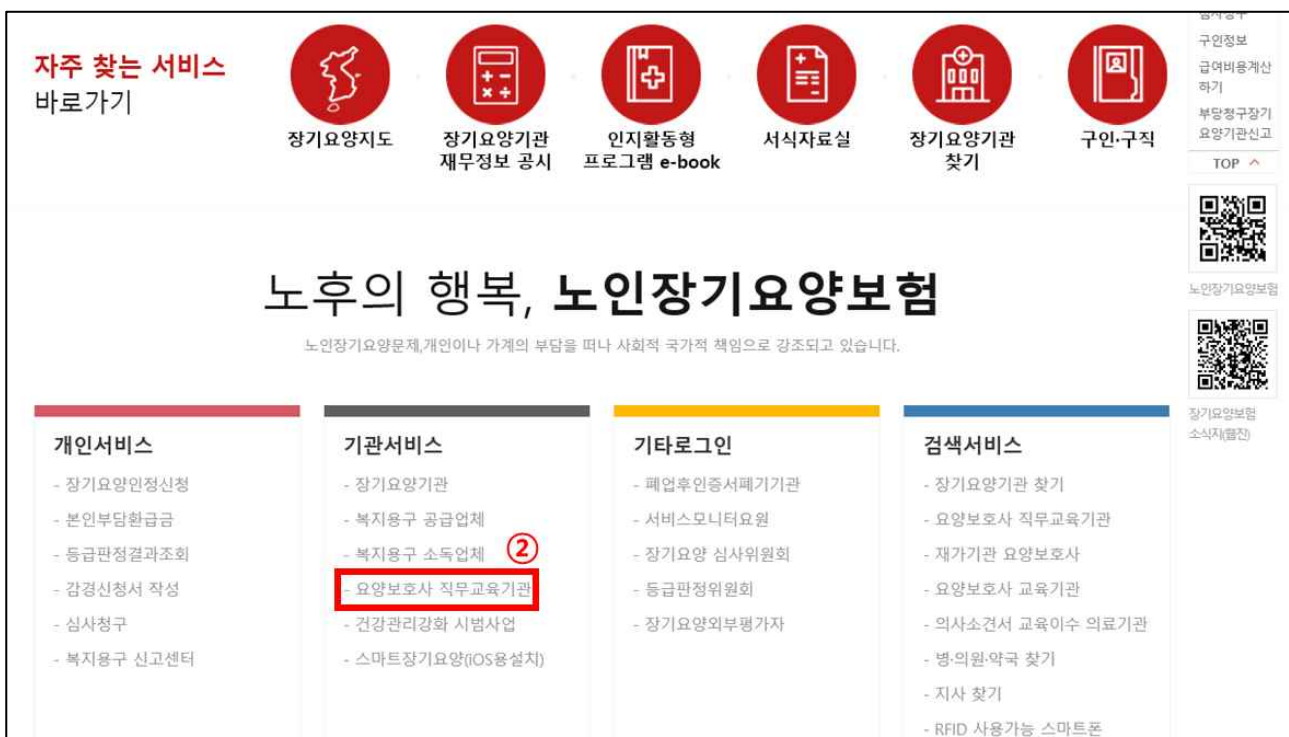 자주 찾는 서비스
바로가기
장기요양지도
장기요양기관
재무정보 공시
인지활동형
프로그램 e-book
서식자료실
장기요양기관
찾기
구인·구직
심사청구
구인정보
급여비용계산
하기
부당청구장기
요양기관신고
TOP
노인장기요양보험
장기요양보험
소식지(웹진)
노후의 행복, 노인장기요양보험
노인장기요양문제,개인이나 가계의 부담을 떠나 사회적 국가적 책임으로 강조되고 있습니다.
개인서비스
- 장기요양인정신청
- 본인부담환급금
- 등급판정결과조회
- 감경신청서 작성
- 심사청구
- 복지용구 신고센터
기관서비스
- 장기요양기관
- 복지용구 공급업체
- 복지용구 소독업체 ②
- 요양보호사 직무교육기관
- 건강관리강화 시범사업
- 스마트장기요양(iOS용설치)
기타로그인
- 폐업후인증서폐기기관
- 서비스모니터요원
- 장기요양 심사위원회
- 등급판정위원회
- 장기요양외부평가자
검색서비스
- 장기요양기관 찾기
- 요양보호사 직무교육기관
- 재가기관 요양보호사
- 요양보호사 교육기관
- 의사소견서 교육이수 의료기관
- 병·의원·약국 찾기
- 지사 찾기
- RFID 사용가능 스마트폰